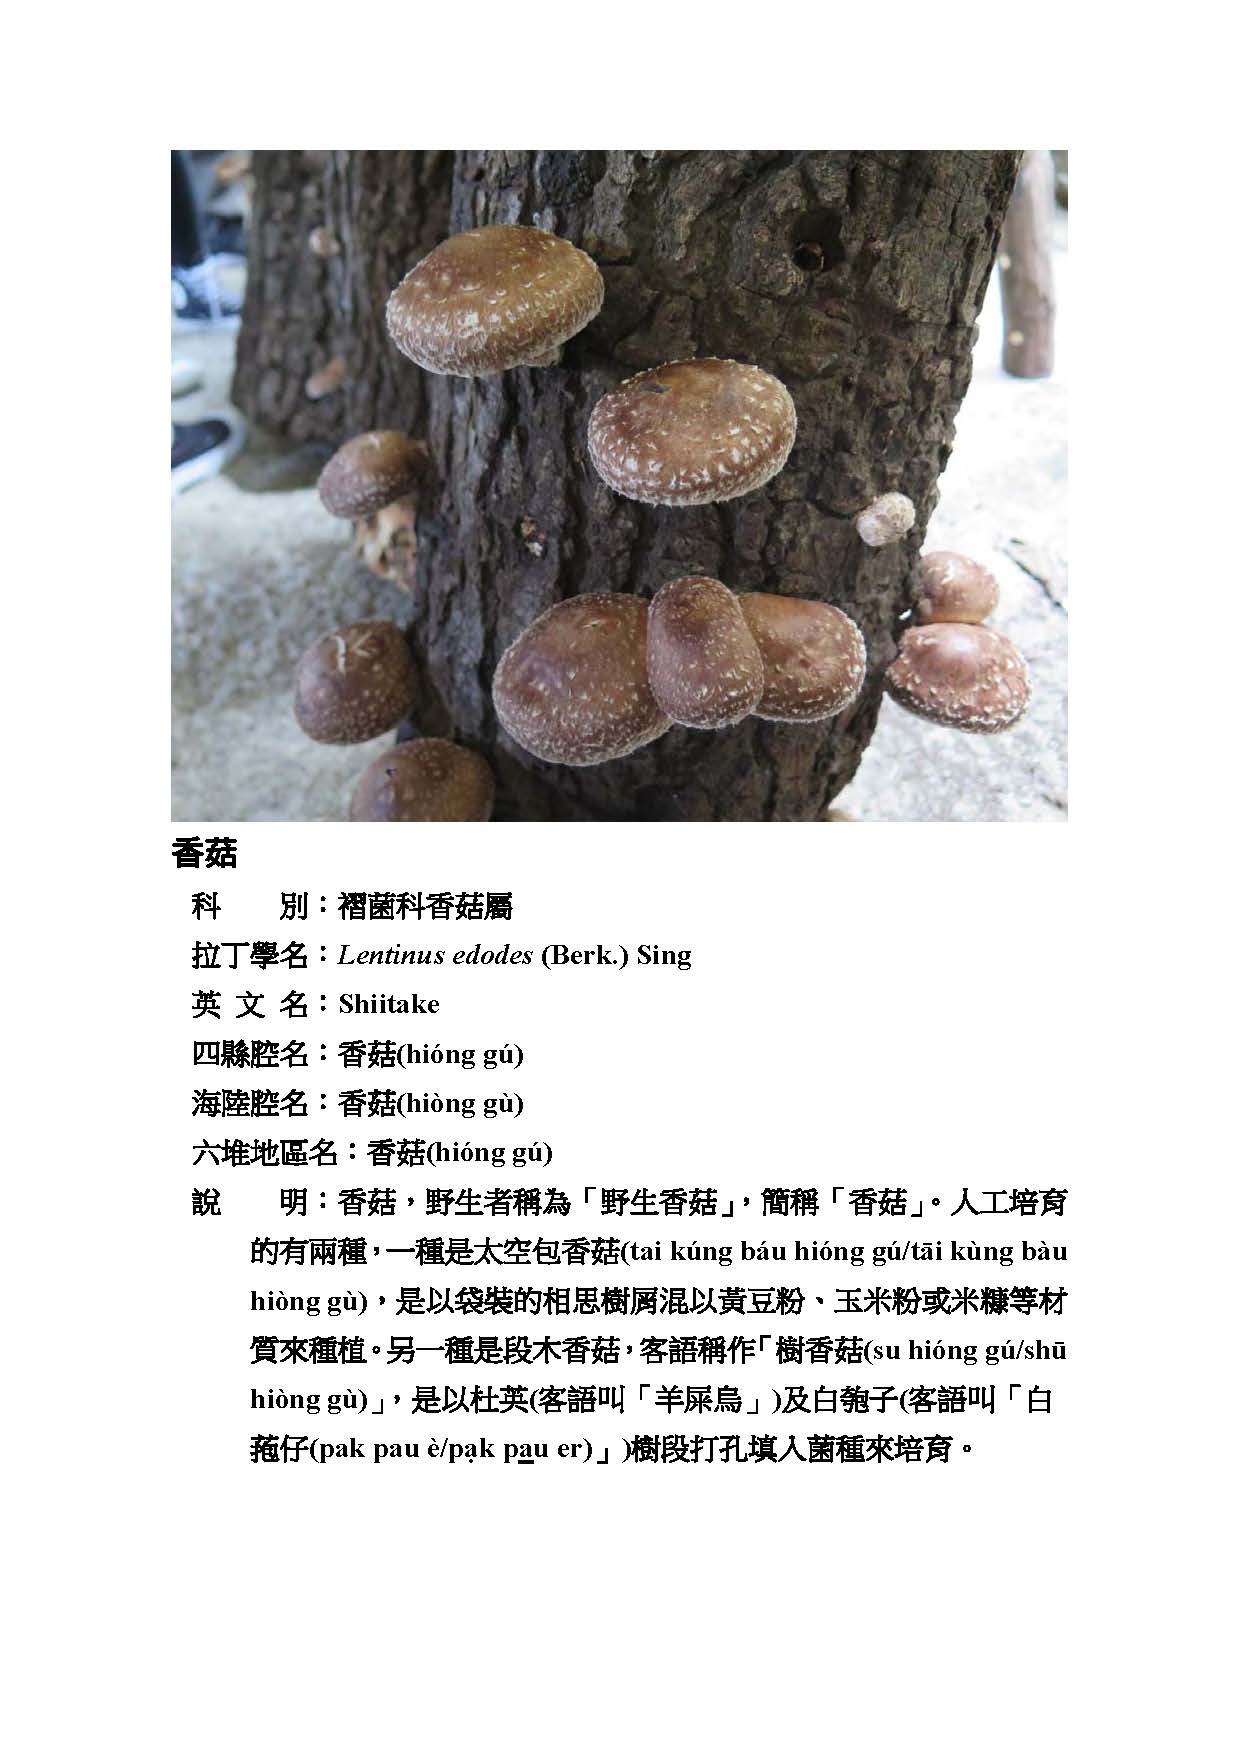 香菇
科　　別：褶菌科香菇屬
拉丁學名：Lentinus edodes (Berk.) Sing
英 文 名：Shiitake
四縣腔名：香菇(hióng gú)
海陸腔名：香菇(hiòng gù)
六堆地區名：香菇(hióng gú)
說　　明：香菇，野生者稱為「野生香菇」，簡稱「香菇」。人工培育
的有兩種，一種是太空包香菇(tai kúng báu hióng gú/tāi kùng bàu
hiòng gù)，是以袋裝的相思樹屑混以黃豆粉、玉米粉或米糠等材
質來種植。另一種是段木香菇，客語稱作「樹香菇(su hióng gú/shū
hiòng gù)」，是以杜英(客語叫「羊屎烏」)及白匏子(客語叫「白
菢仔(pak pau è/pa̠k pa̠u er)」)樹段打孔填入菌種來培育。